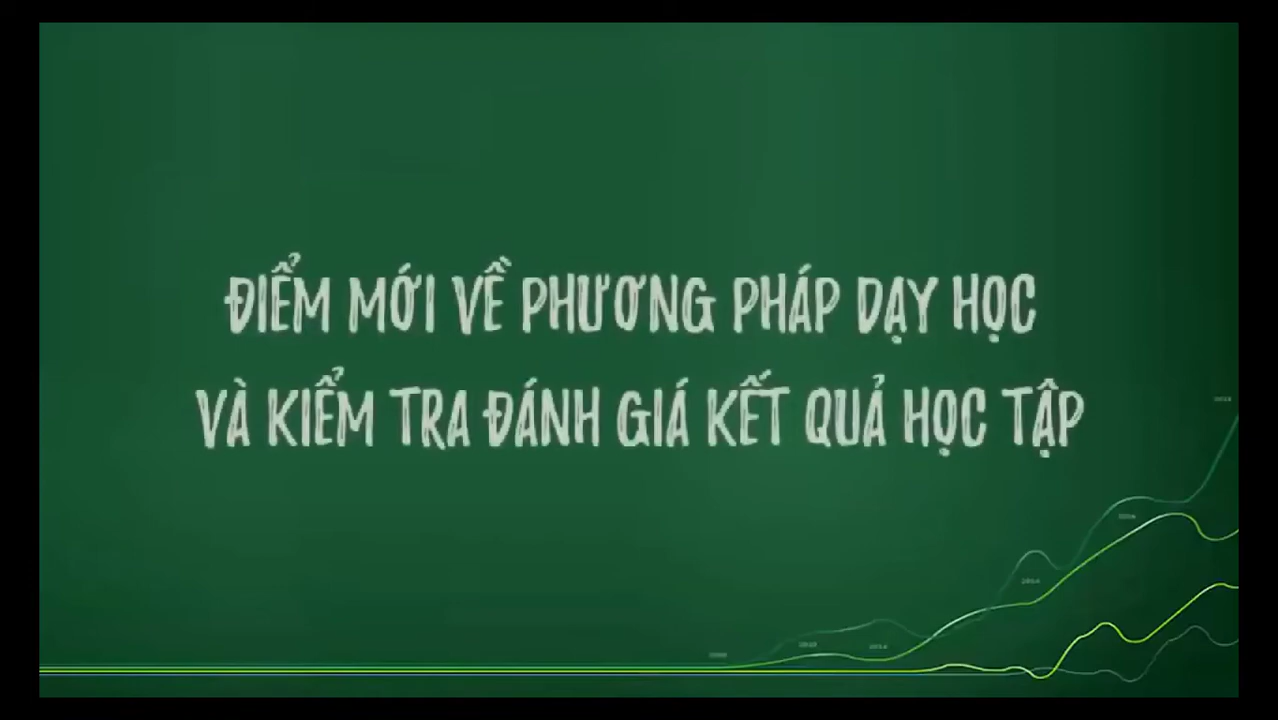 ĐIỂM MỚI VỀ PHƯƠNG PHÁP DẠY HỌC
VÀ KIỂM TRA ĐÁNH GIÁ KẾT QUẢ HỌC TẬP